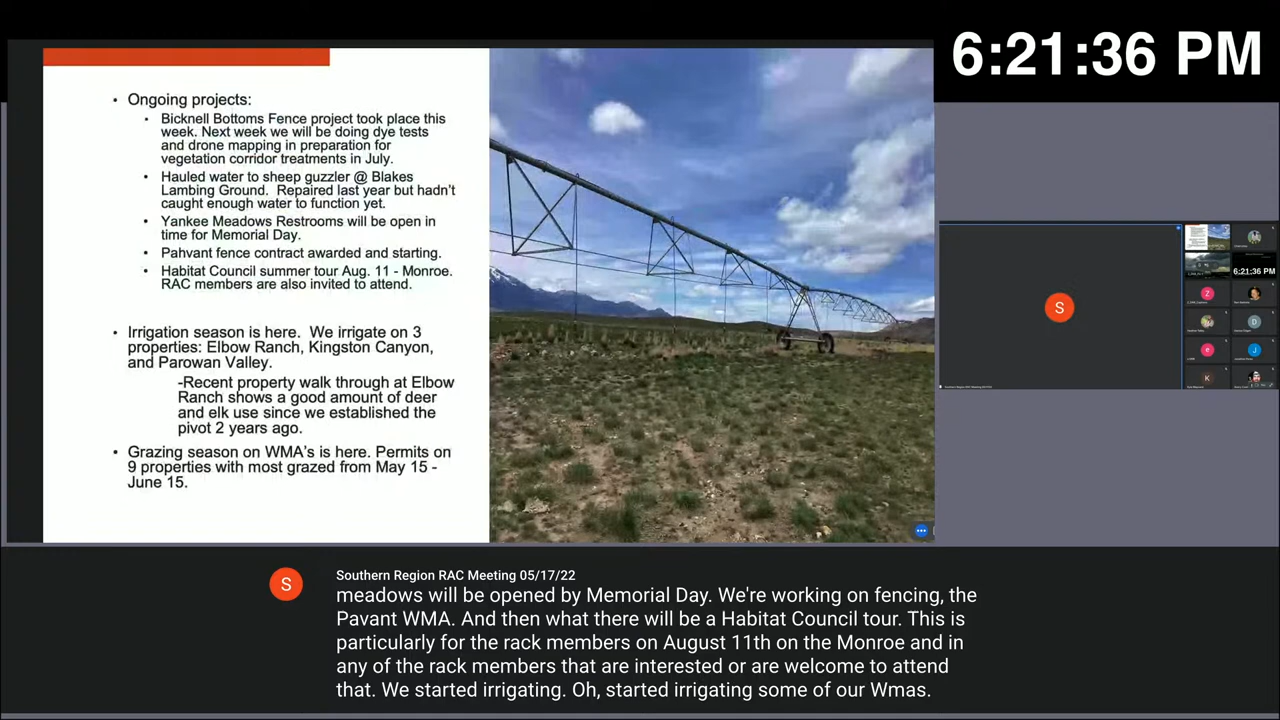 6:21:36 PM
• Ongoing projects:
• Bicknell Bottoms Fence project took place this
week. Next week we will be doing dye tests
and drone mapping in preparation for
vegetation corridor treatments in July.
• Hauled water to sheep guzzler @ Blakes
Lambing Ground. Repaired last year but hadn't
caught enough water to function yet.
• Yankee Meadows Restrooms will be open in
time for Memorial Day.
• Pahvant fence contract awarded and starting.
• Habitat Council summer tour Aug. 11 - Monroe.
RAC members are also invited to attend.
• Irrigation season is here. We irrigate on 3
properties: Elbow Ranch, Kingston Canyon,
and Parowan Valley.
-Recent property walk through at Elbow
Ranch shows a good amount of deer
and elk use since we established the
pivot 2 years ago.
• Grazing season on WMA's is here. Permits on
9 properties with most grazed from May 15 -
June 15.
S
6:21:36 PM
Z
D
e
J
K
S
Southern Region RAC Meeting 05/17/22
meadows will be opened by Memorial Day. We're working on fencing, the
Pavant WMA. And then what there will be a Habitat Council tour. This is
particularly for the rack members on August 11th on the Monroe and in
any of the rack members that are interested or are welcome to attend
that. We started irrigating. Oh, started irrigating some of our Wmas.